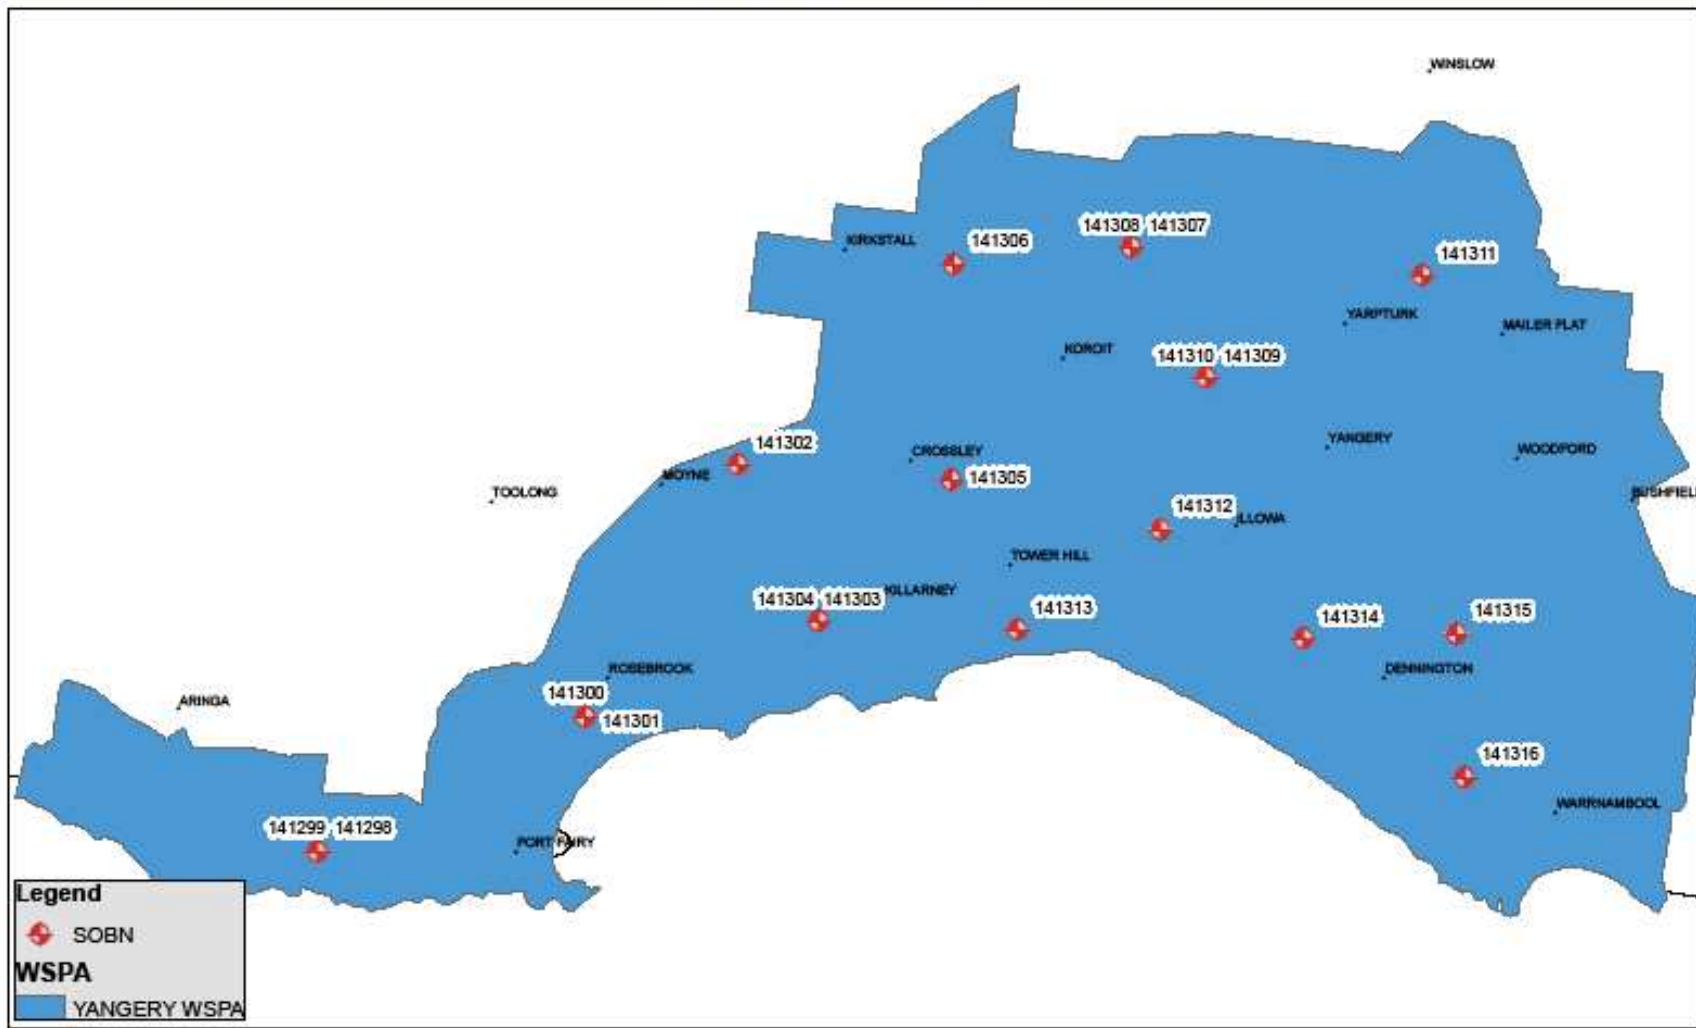 WINSLOW
141308 141307
KIRKSTALL
141306
141311
YARPTURK
MAILER FLAT
KOROIT
141310 141309
141302
YANGERY
CROSSLEY
WOODFORD
MOYNE
141305
TOOLONG
BUSHFIEL
141312
ILLOWA
TOWER HILL
141304 141303
KILLARNEY
141313
141314
141315
ROSEBROOK
DENNINGTON
141300
ARINGA
141301
141316
WARRNAMBOOL
141299 141298
PORT FAIRY
Legend
SOBN
WSPA
YANGERY WSPA